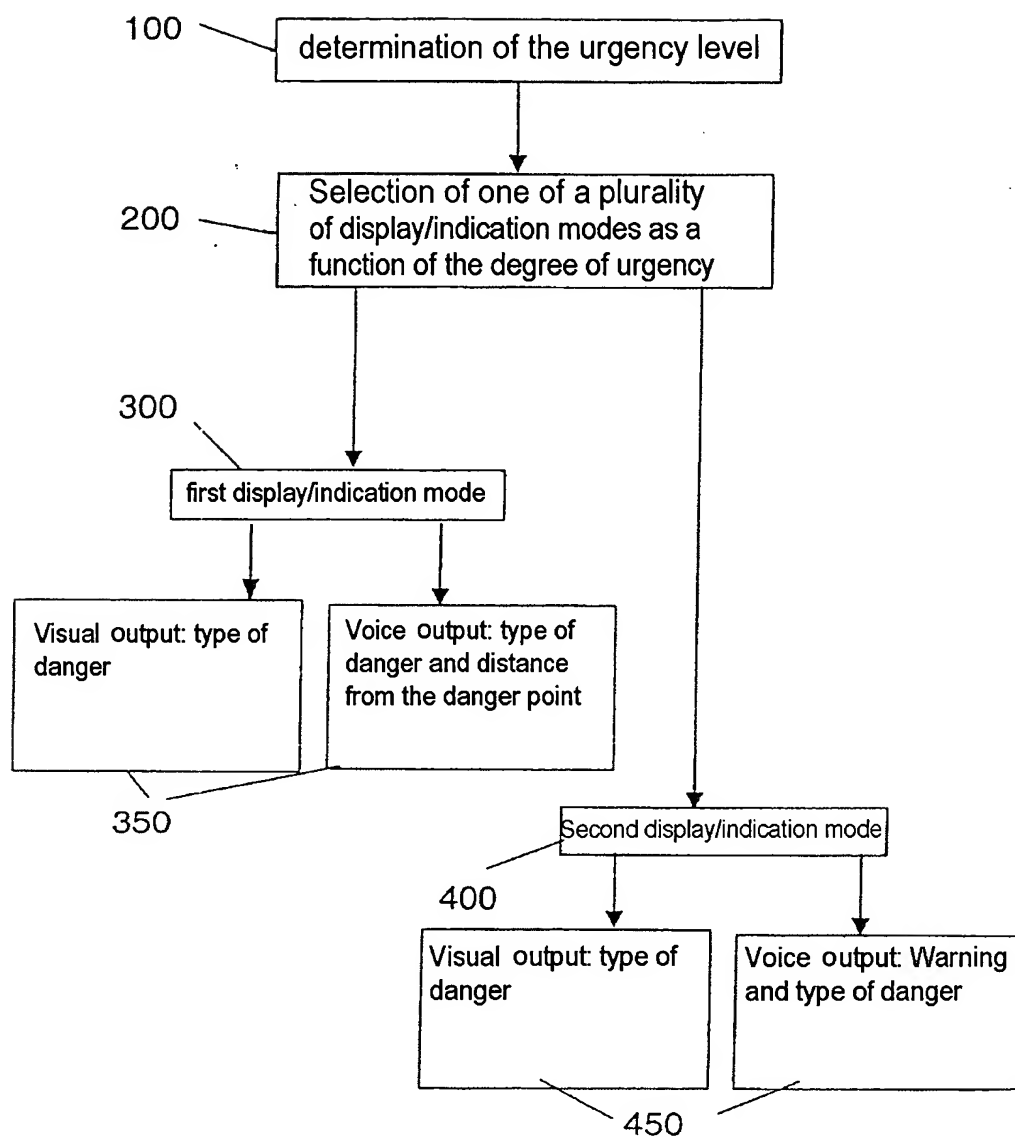 100
determination of the urgency level
200
Selection of one of a plurality
of display/indication modes as a
function of the degree of urgency
300
first display/indication mode
Visual output: type of
danger
Voice output: type of
danger and distance
from the danger point
350
Second display/indication mode
400
Visual output: type of
danger
Voice output: Warning
and type of danger
450